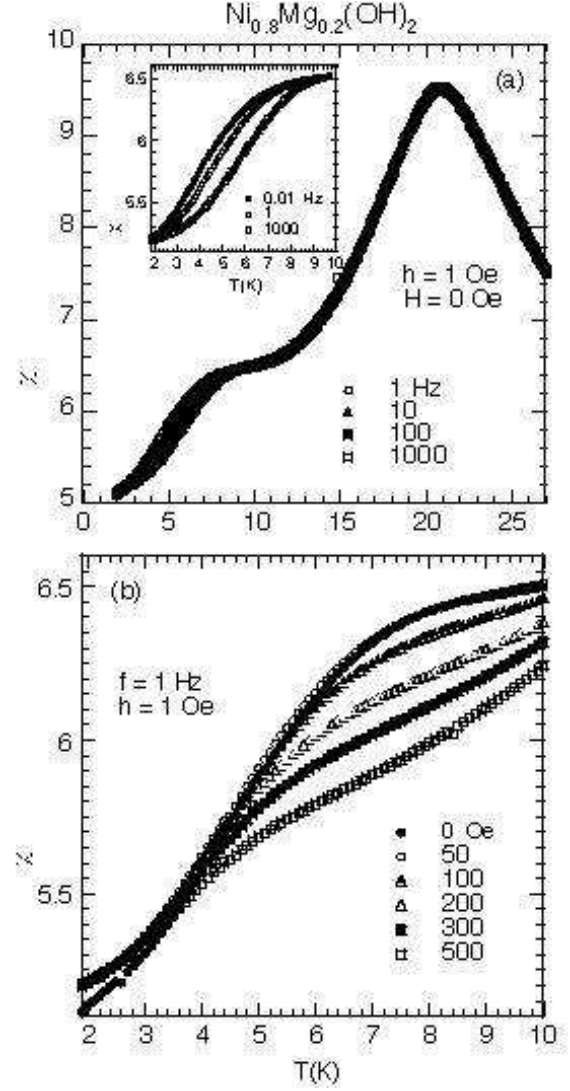 Ni0.8Mg0.2(OH)2
10
9
8
7
6
5
χ
(a)
6.5
6
5.5
χ
0.01 Hz
1
1000
2 3 4 5 6 7 8 9 10
T(K)
h = 1 Oe
H = 0 Oe
1 Hz
10
100
1000
0 5 10 15 20 25
(b)
6.5
6
5.5
χ
f = 1 Hz
h = 1 Oe
0 Oe
50
100
200
300
500
2 3 4 5 6 7 8 9 10
T(K)